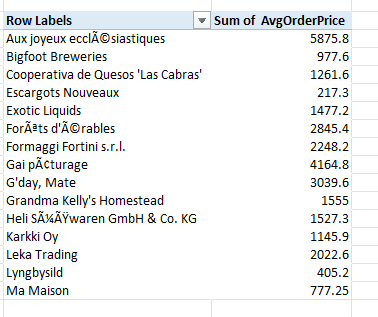 Row Labels Sum of AvgOrderPrice
Aux joyeux ecclÃ©siastiques 5875.8
Bigfoot Breweries 977.6
Cooperativa de Quesos 'Las Cabras' 1261.6
Escargots Nouveaux 217.3
Exotic Liquids 1477.2
ForÃªts d'Ã©rables 2845.4
Formaggi Fortini s.r.l. 2248.2
Gai pÃ¢turage 4164.8
G'day, Mate 3039.6
Grandma Kelly's Homestead 1555
Heli SÃ¼ÃŸwaren GmbH & Co. KG 1527.3
Karkki Oy 1145.9
Leka Trading 2022.6
Lyngbysild 405.2
Ma Maison 777.25